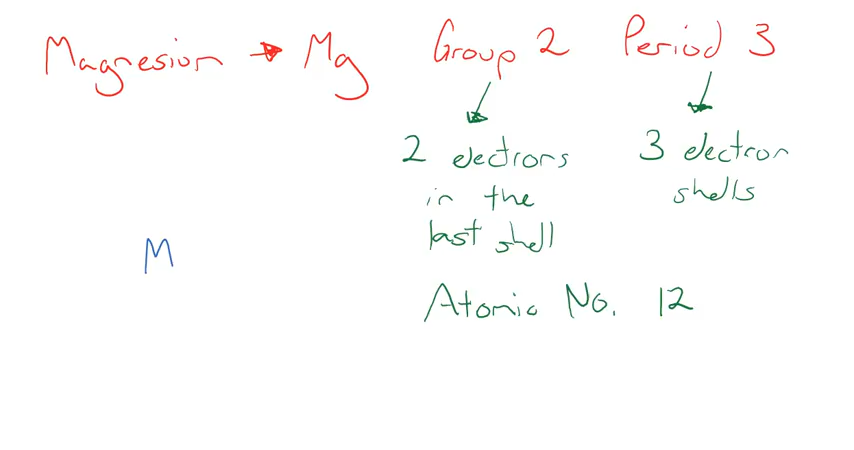 Magnesium → Mg Group 2 Period 3
2 electrons
in the
last shell
3 electron
shells
M
Atomic No. 12